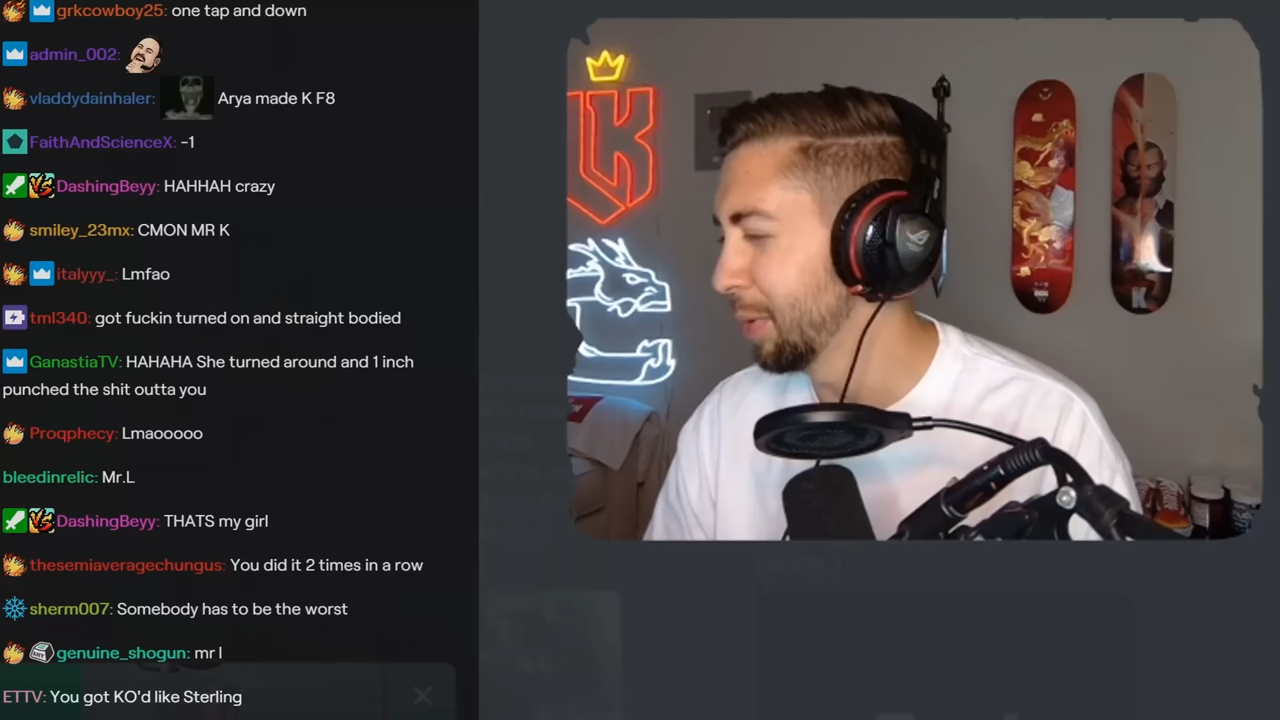 grkcowboy25: one tap and down
admin_002:
vladdydainhaler: Arya made K F8
FaithAndScienceX: -1
DashingBeyy: HAHHAH crazy
smiley_23mx: CMON MR K
italyyy_: Lmfao
tml340: got fuckin turned on and straight bodied
GanastiaTV: HAHAHA She turned around and 1 inch
punched the shit outta you
Proqphecy: Lmaooooo
bleedinrelic: Mr.L
DashingBeyy: THATS my girl
thesemiaveragechungus: You did it 2 times in a row
sherm007: Somebody has to be the worst
genuine_shogun: mr l
ETTV: You got KO'd like Sterling
K
K